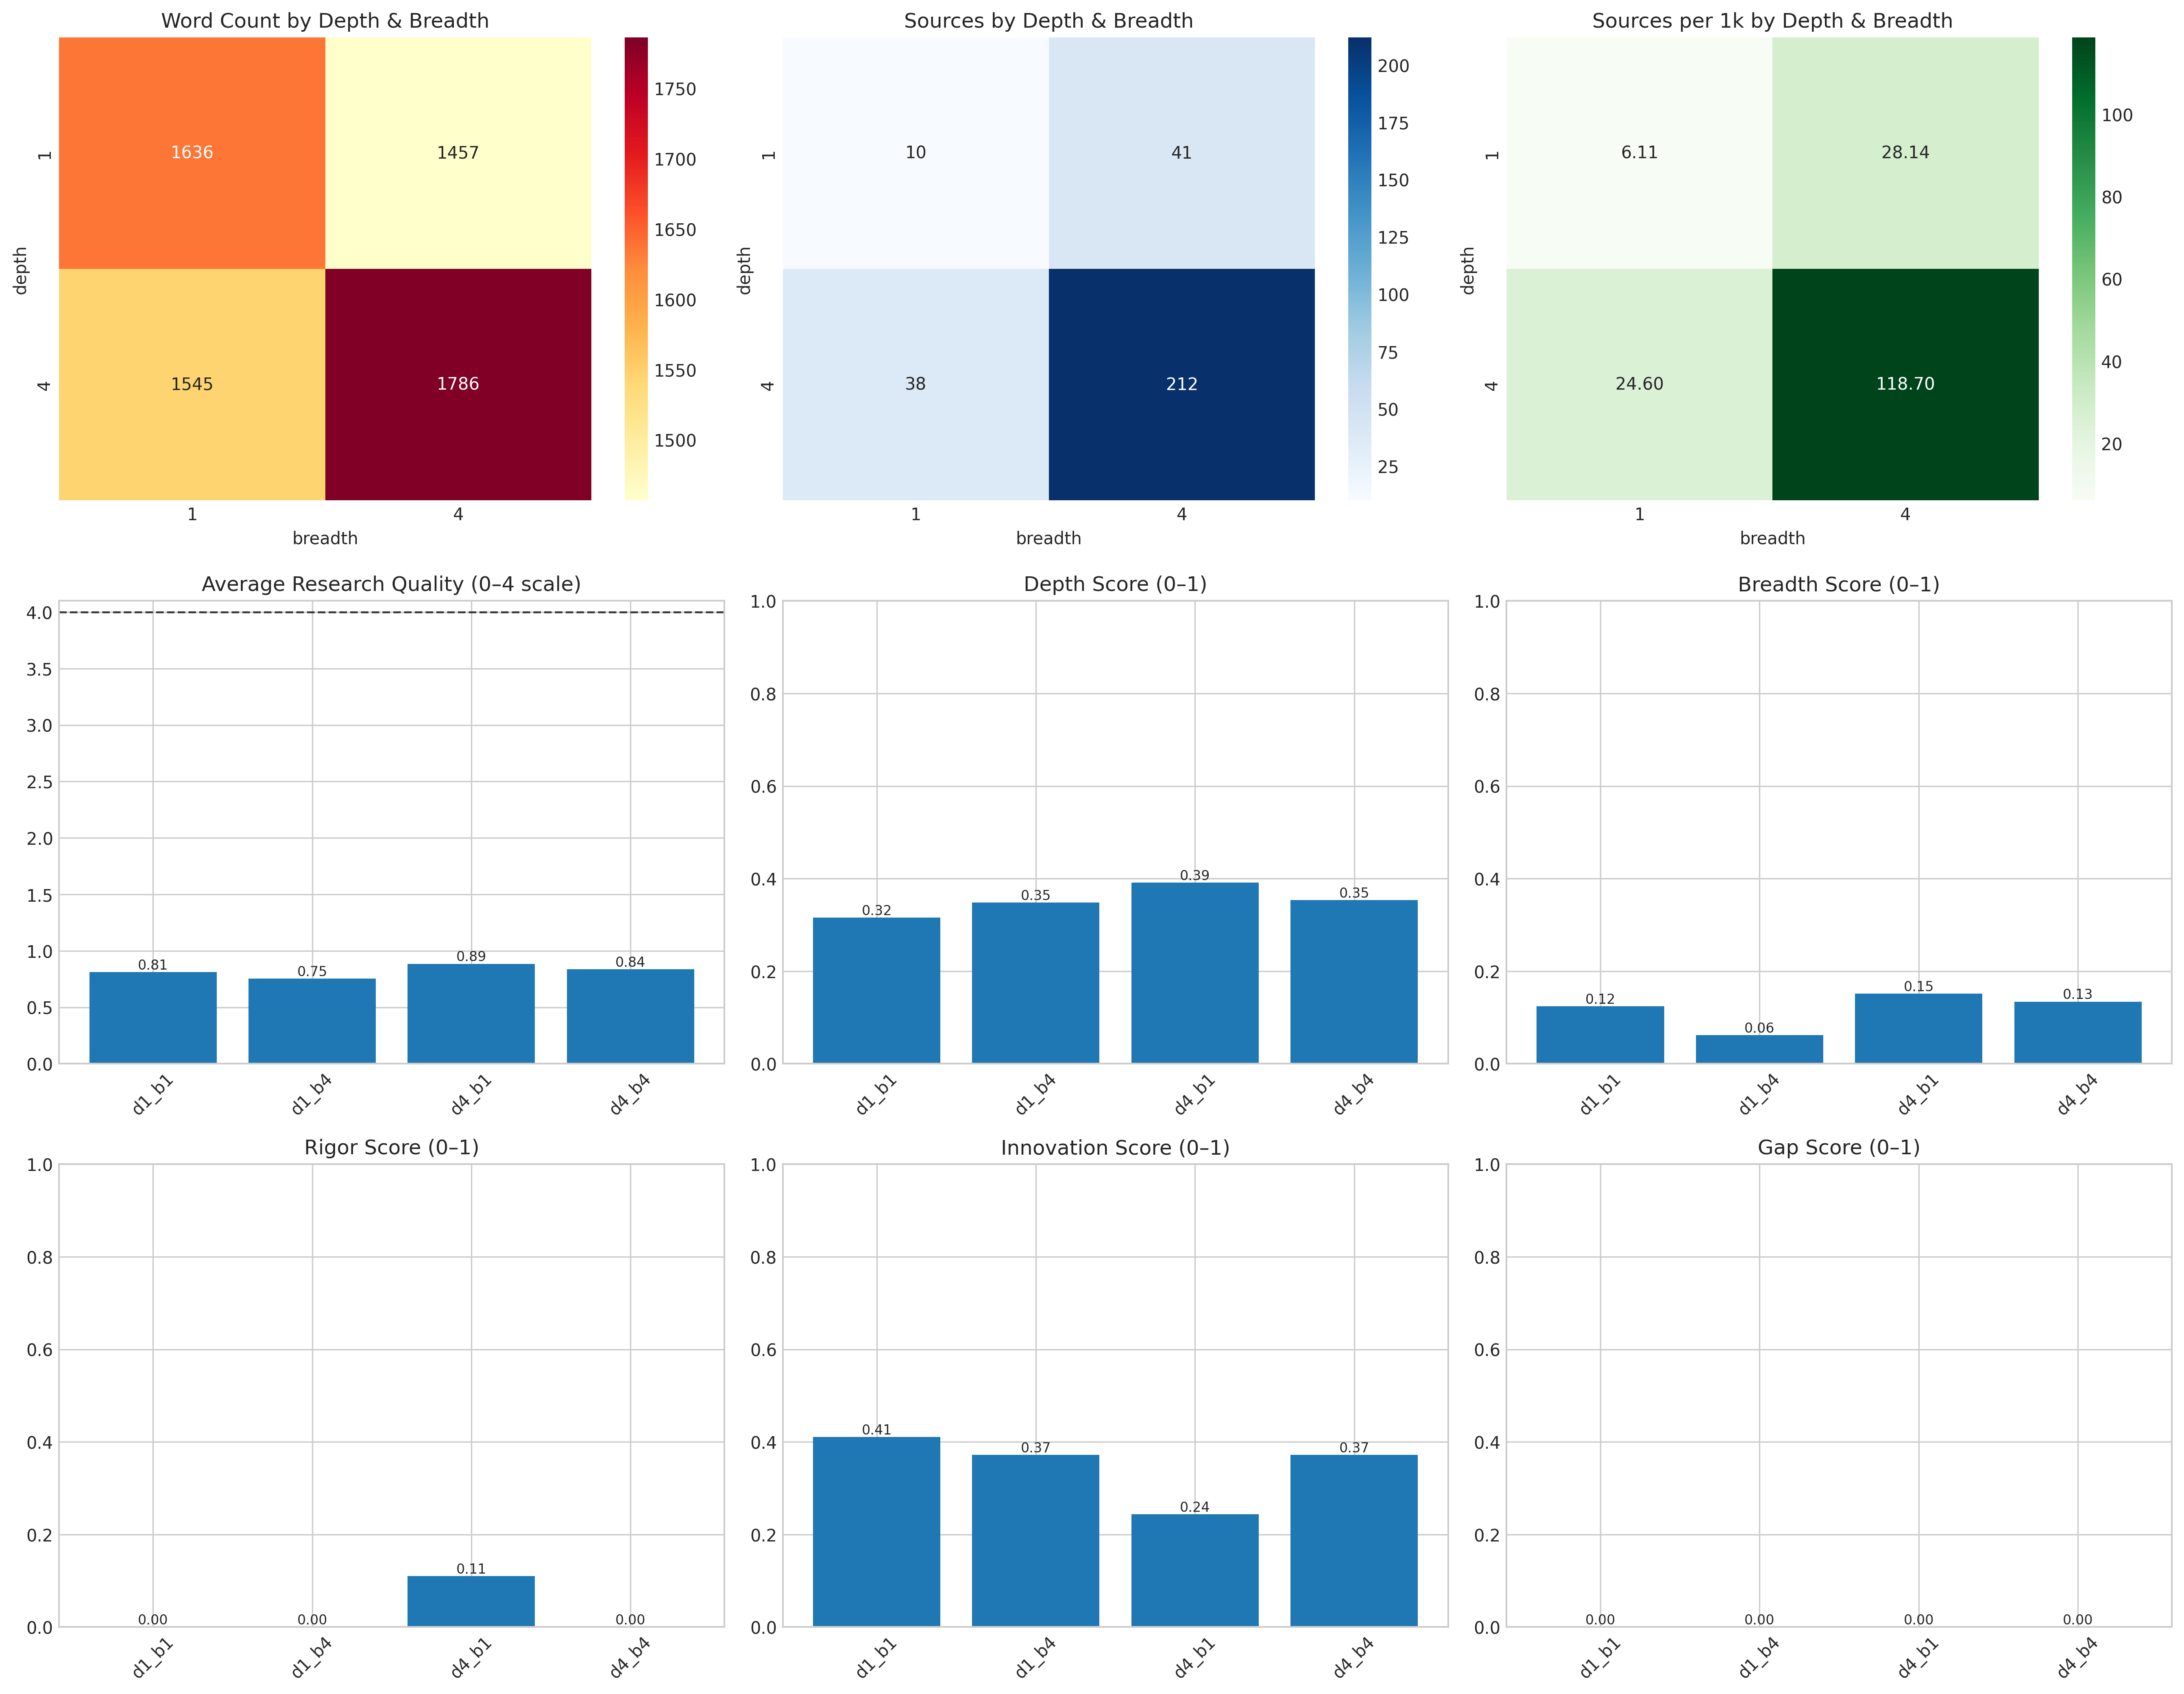 Word Count by Depth & Breadth
1636
1457
1545
1786
1
4
depth
1
4
breadth
1750
1700
1650
1600
1550
1500
Sources by Depth & Breadth
10
41
38
212
1
4
depth
1
4
breadth
200
175
150
125
100
75
50
25
Sources per 1k by Depth & Breadth
6.11
28.14
24.60
118.70
1
4
depth
1
4
breadth
100
80
60
40
20
Average Research Quality (0–4 scale)
4.0
3.5
3.0
2.5
2.0
1.5
1.0
0.5
0.0
0.81
0.75
0.89
0.84
d1_b1
d1_b4
d4_b1
d4_b4
Depth Score (0–1)
1.0
0.8
0.6
0.4
0.2
0.0
0.32
0.35
0.39
0.35
d1_b1
d1_b4
d4_b1
d4_b4
Breadth Score (0–1)
1.0
0.8
0.6
0.4
0.2
0.0
0.12
0.06
0.15
0.13
d1_b1
d1_b4
d4_b1
d4_b4
Rigor Score (0–1)
1.0
0.8
0.6
0.4
0.2
0.0
0.00
0.00
0.11
0.00
d1_b1
d1_b4
d4_b1
d4_b4
Innovation Score (0–1)
1.0
0.8
0.6
0.4
0.2
0.0
0.41
0.37
0.24
0.37
d1_b1
d1_b4
d4_b1
d4_b4
Gap Score (0–1)
1.0
0.8
0.6
0.4
0.2
0.0
0.00
0.00
0.00
0.00
d1_b1
d1_b4
d4_b1
d4_b4